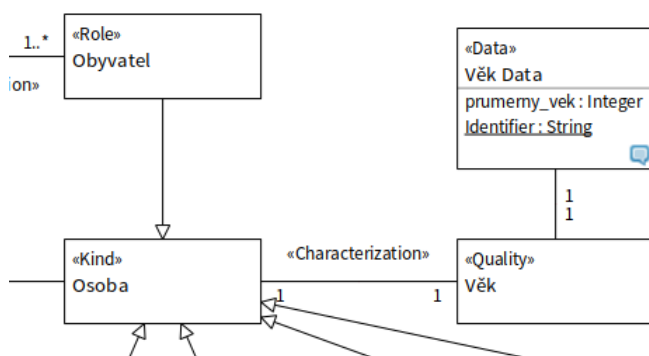 1..*
«Role»
Obyvatel
ion»
«Data»
Věk Data
prumerny_vek : Integer
Identifier : String
1
1
«Kind»
Osoba
«Characterization»
1
1
«Quality»
Věk